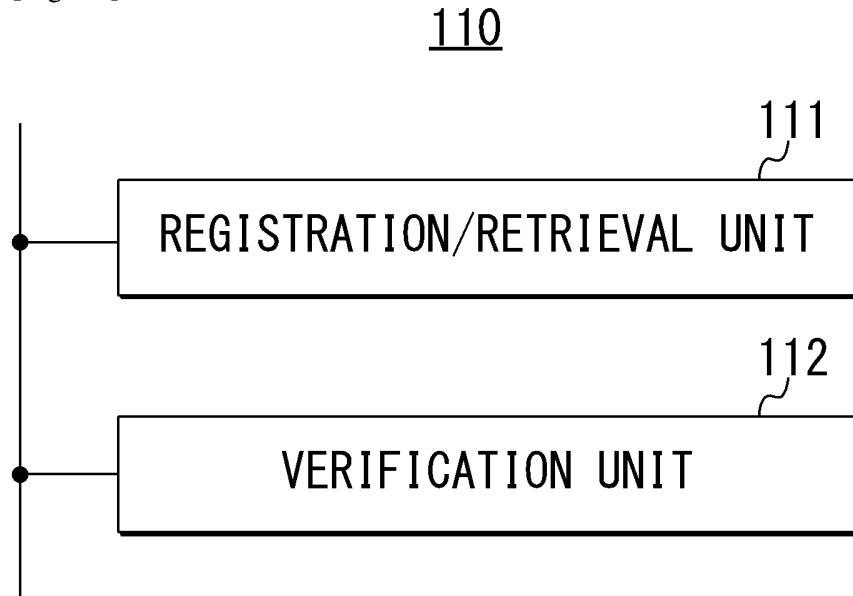 110
111
REGISTRATION/RETRIEVAL UNIT
112
VERIFICATION UNIT